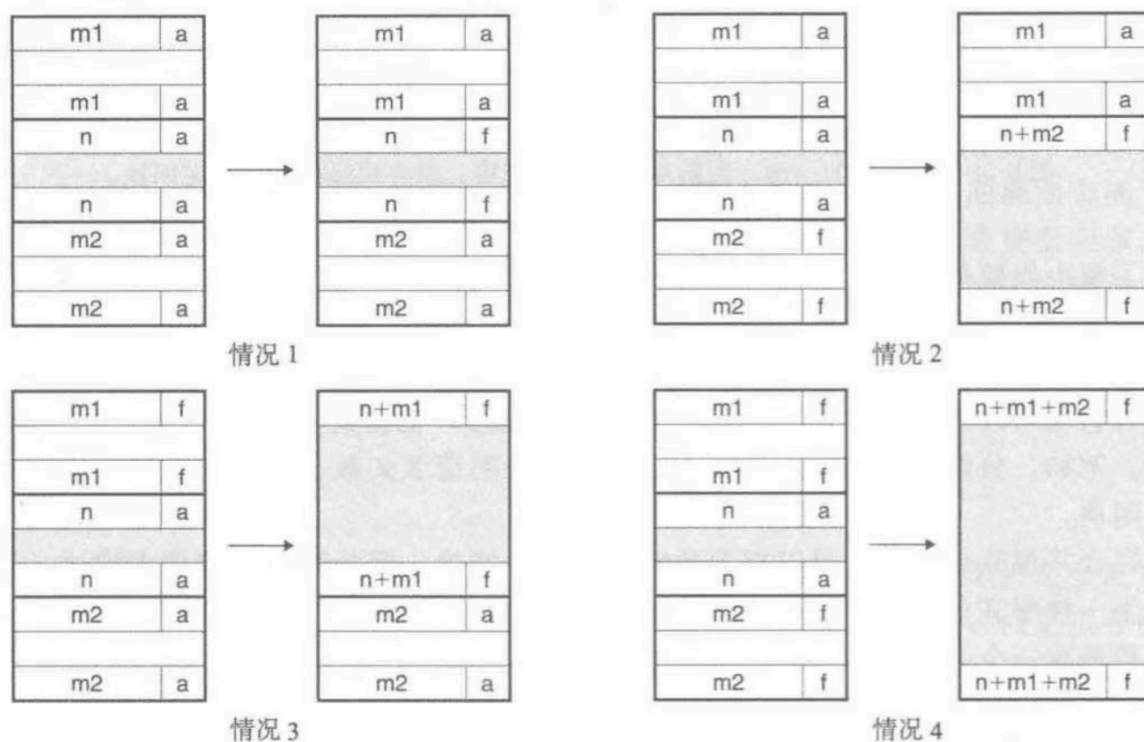 m1 a m1 a m1 a m1 a
m1 a m1 a m1 a m1 a
n a n f n a n+m2 f
n a n f n a
m2 a m2 a m2 f
m2 a m2 a m2 f n+m2 f
情况 1 情况 2
m1 f n+m1 f m1 f n+m1+m2 f
m1 f m1 f
n a n a
n a n+m1 f n a
m2 a m2 a m2 f
m2 a m2 a m2 f n+m1+m2 f
情况 3 情况 4